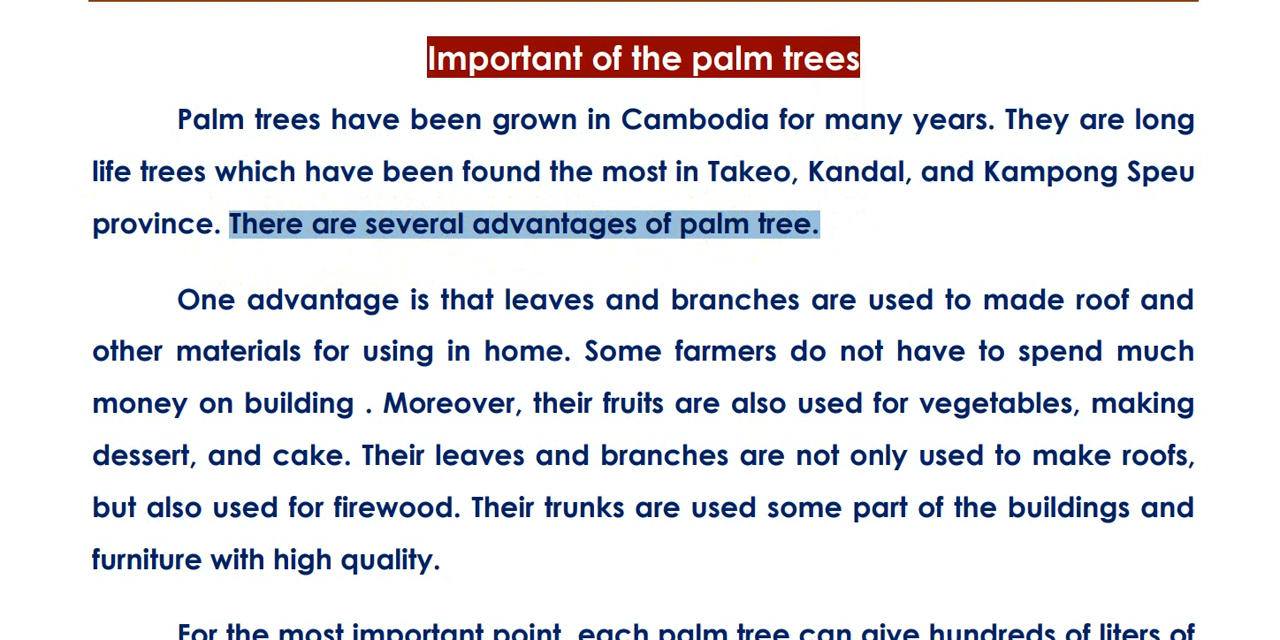 Important of the palm trees
Palm trees have been grown in Cambodia for many years. They are long
life trees which have been found the most in Takeo, Kandal, and Kampong Speu
province. There are several advantages of palm tree.
One advantage is that leaves and branches are used to made roof and
other materials for using in home. Some farmers do not have to spend much
money on building . Moreover, their fruits are also used for vegetables, making
dessert, and cake. Their leaves and branches are not only used to make roofs,
but also used for firewood. Their trunks are used some part of the buildings and
furniture with high quality.
For the most important point, each palm tree can give hundreds of liters of